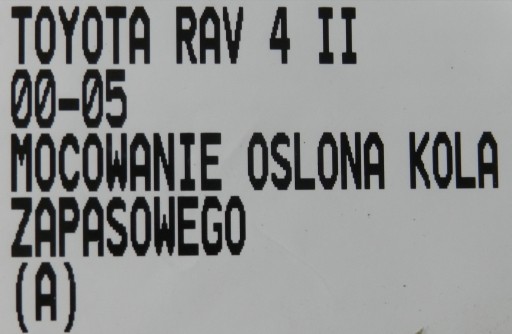 TOYOTA RAV 4 II
00-05
MOCOWANIE OSLONA KOLA
ZAPASOWEGO
(A)